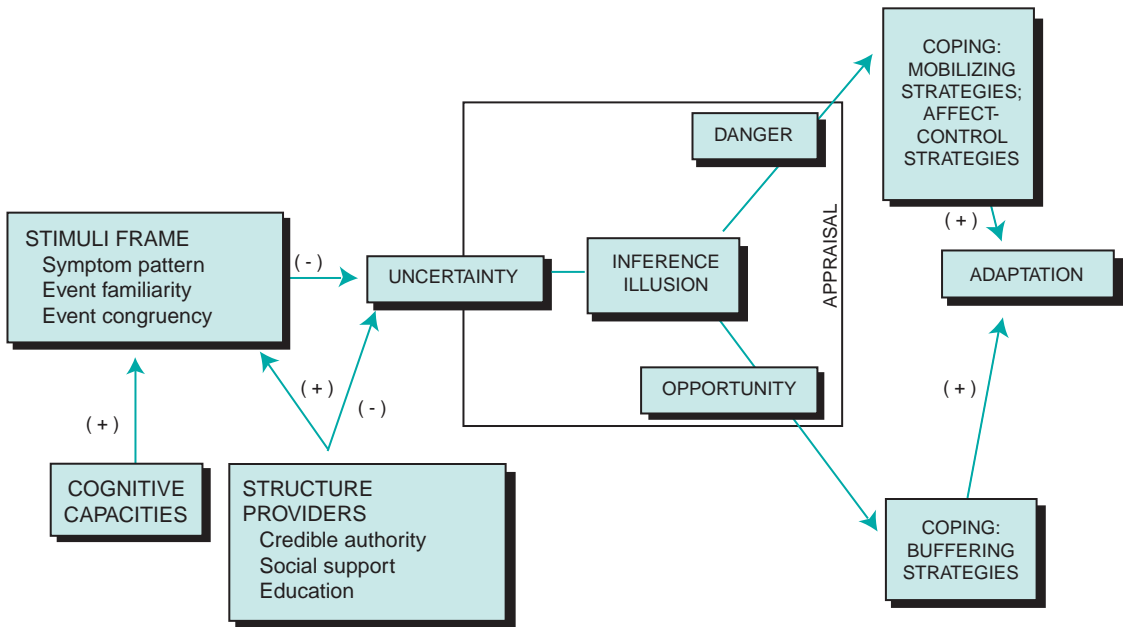 STIMULI FRAME
Symptom pattern
Event familiarity
Event congruency
( - )
( + )
COGNITIVE
CAPACITIES
( + )
( - )
STRUCTURE
PROVIDERS
Credible authority
Social support
Education
UNCERTAINTY
INFERENCE
ILLUSION
DANGER
OPPORTUNITY
APPRAISAL
COPING:
MOBILIZING
STRATEGIES;
AFFECT-
CONTROL
STRATEGIES
( + )
ADAPTATION
( + )
COPING:
BUFFERING
STRATEGIES